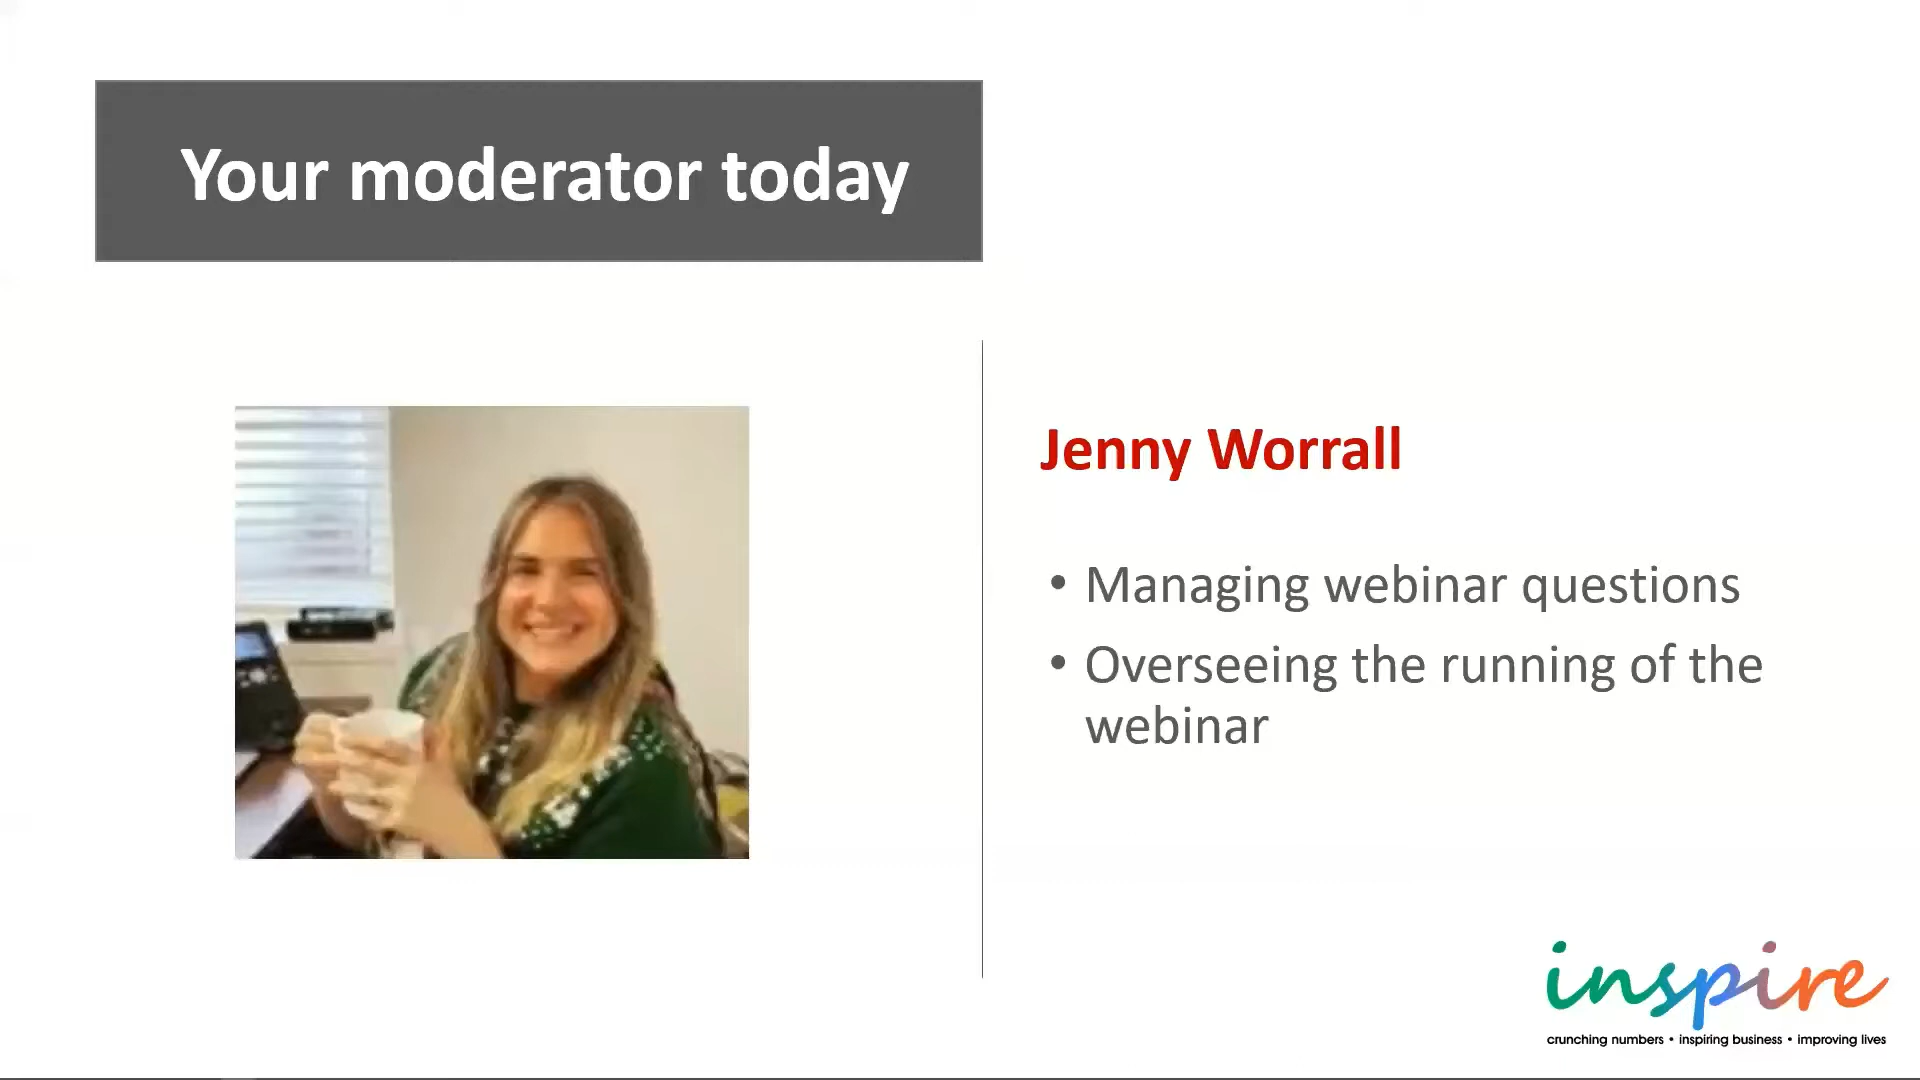 Your moderator today
Jenny Worrall
• Managing webinar questions
• Overseeing the running of the
webinar
inspire
crunching numbers • inspiring business • improving lives